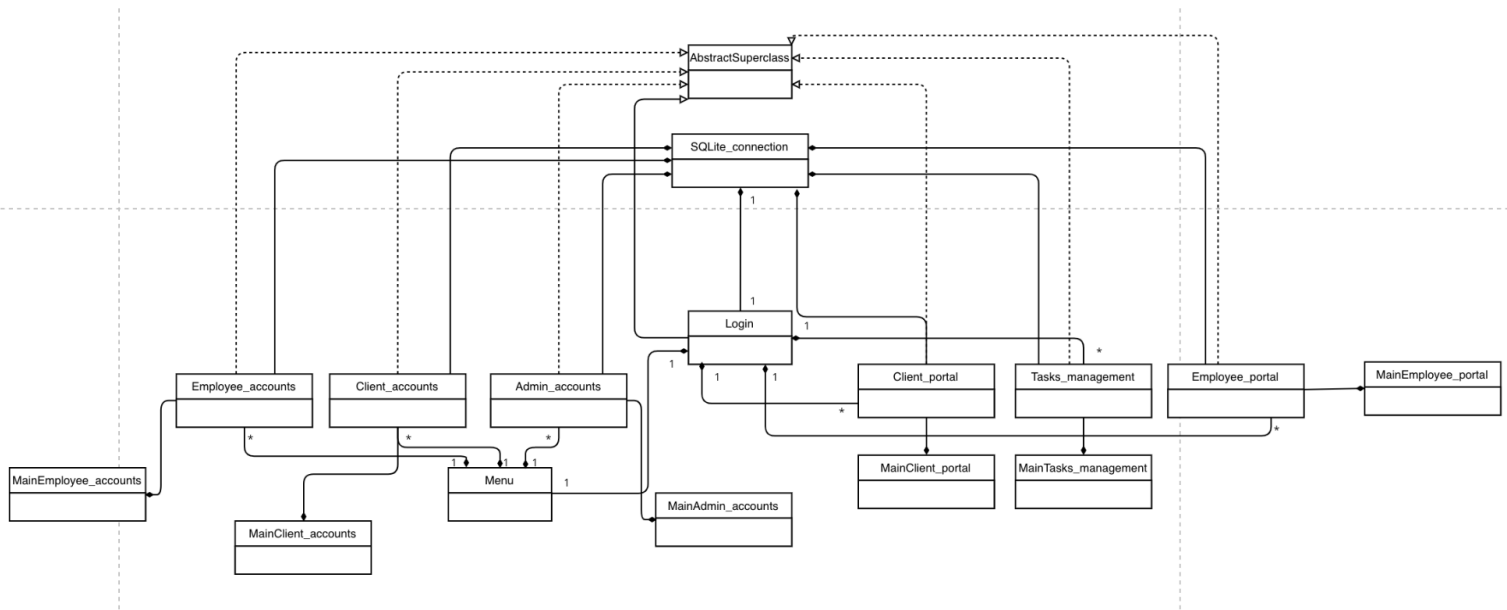 AbstractSuperclass
SQLite_connection
1
1
Login
1
*
1
1
1
*
*
Employee_accounts
Client_accounts
Admin_accounts
Client_portal
Tasks_management
Employee_portal
MainEmployee_portal
*
*
*
1
1
1
MainEmployee_accounts
Menu
1
MainClient_portal
MainTasks_management
MainAdmin_accounts
MainClient_accounts